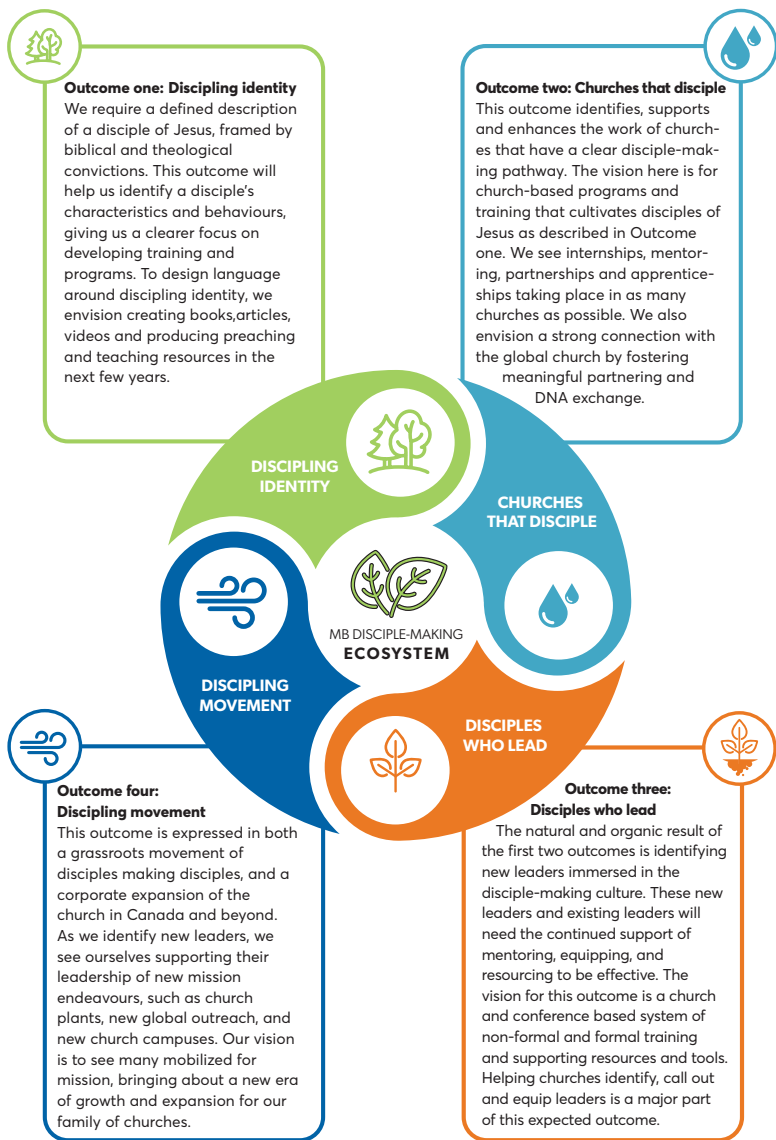 Outcome one: Discipling identity
We require a defined description
of a disciple of Jesus, framed by
biblical and theological
convictions. This outcome will
help us identify a disciple's
characteristics and behaviours,
giving us a clearer focus on
developing training and
programs. To design language
around discipling identity, we
envision creating books,articles,
videos and producing preaching
and teaching resources in the
next few years.
Outcome two: Churches that disciple
This outcome identifies, supports
and enhances the work of church-
es that have a clear disciple-mak-
ing pathway. The vision here is for
church-based programs and
training that cultivates disciples of
Jesus as described in Outcome
one. We see internships, mentor-
ing, partnerships and apprentice-
ships taking place in as many
churches as possible. We also
envision a strong connection with
the global church by fostering
meaningful partnering and
DNA exchange.
DISCIPLING
IDENTITY
CHURCHES
THAT DISCIPLE
MB DISCIPLE-MAKING
ECOSYSTEM
DISCIPLING
MOVEMENT
DISCIPLES
WHO LEAD
Outcome four:
Discipling movement
This outcome is expressed in both
a grassroots movement of
disciples making disciples, and a
corporate expansion of the
church in Canada and beyond.
As we identify new leaders, we
see ourselves supporting their
leadership of new mission
endeavours, such as church
plants, new global outreach, and
new church campuses. Our vision
is to see many mobilized for
mission, bringing about a new era
of growth and expansion for our
family of churches.
Outcome three:
Disciples who lead
The natural and organic result of
the first two outcomes is identifying
new leaders immersed in the
disciple-making culture. These new
leaders and existing leaders will
need the continued support of
mentoring, equipping, and
resourcing to be effective. The
vision for this outcome is a church
and conference based system of
non-formal and formal training
and supporting resources and tools.
Helping churches identify, call out
and equip leaders is a major part
of this expected outcome.